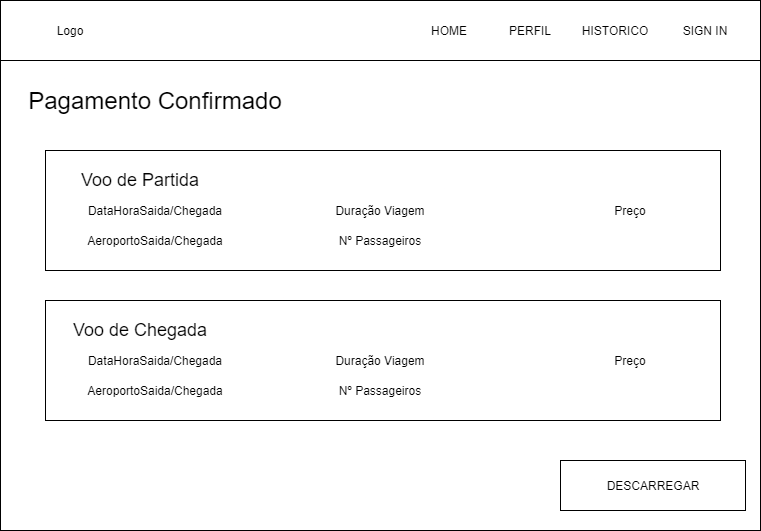 Logo HOME PERFIL HISTORICO SIGN IN
Pagamento Confirmado
Voo de Partida
DataHoraSaida/Chegada Duração Viagem Preço
AeroportoSaida/Chegada Nº Passageiros
Voo de Chegada
DataHoraSaida/Chegada Duração Viagem Preço
AeroportoSaida/Chegada Nº Passageiros
DESCARREGAR